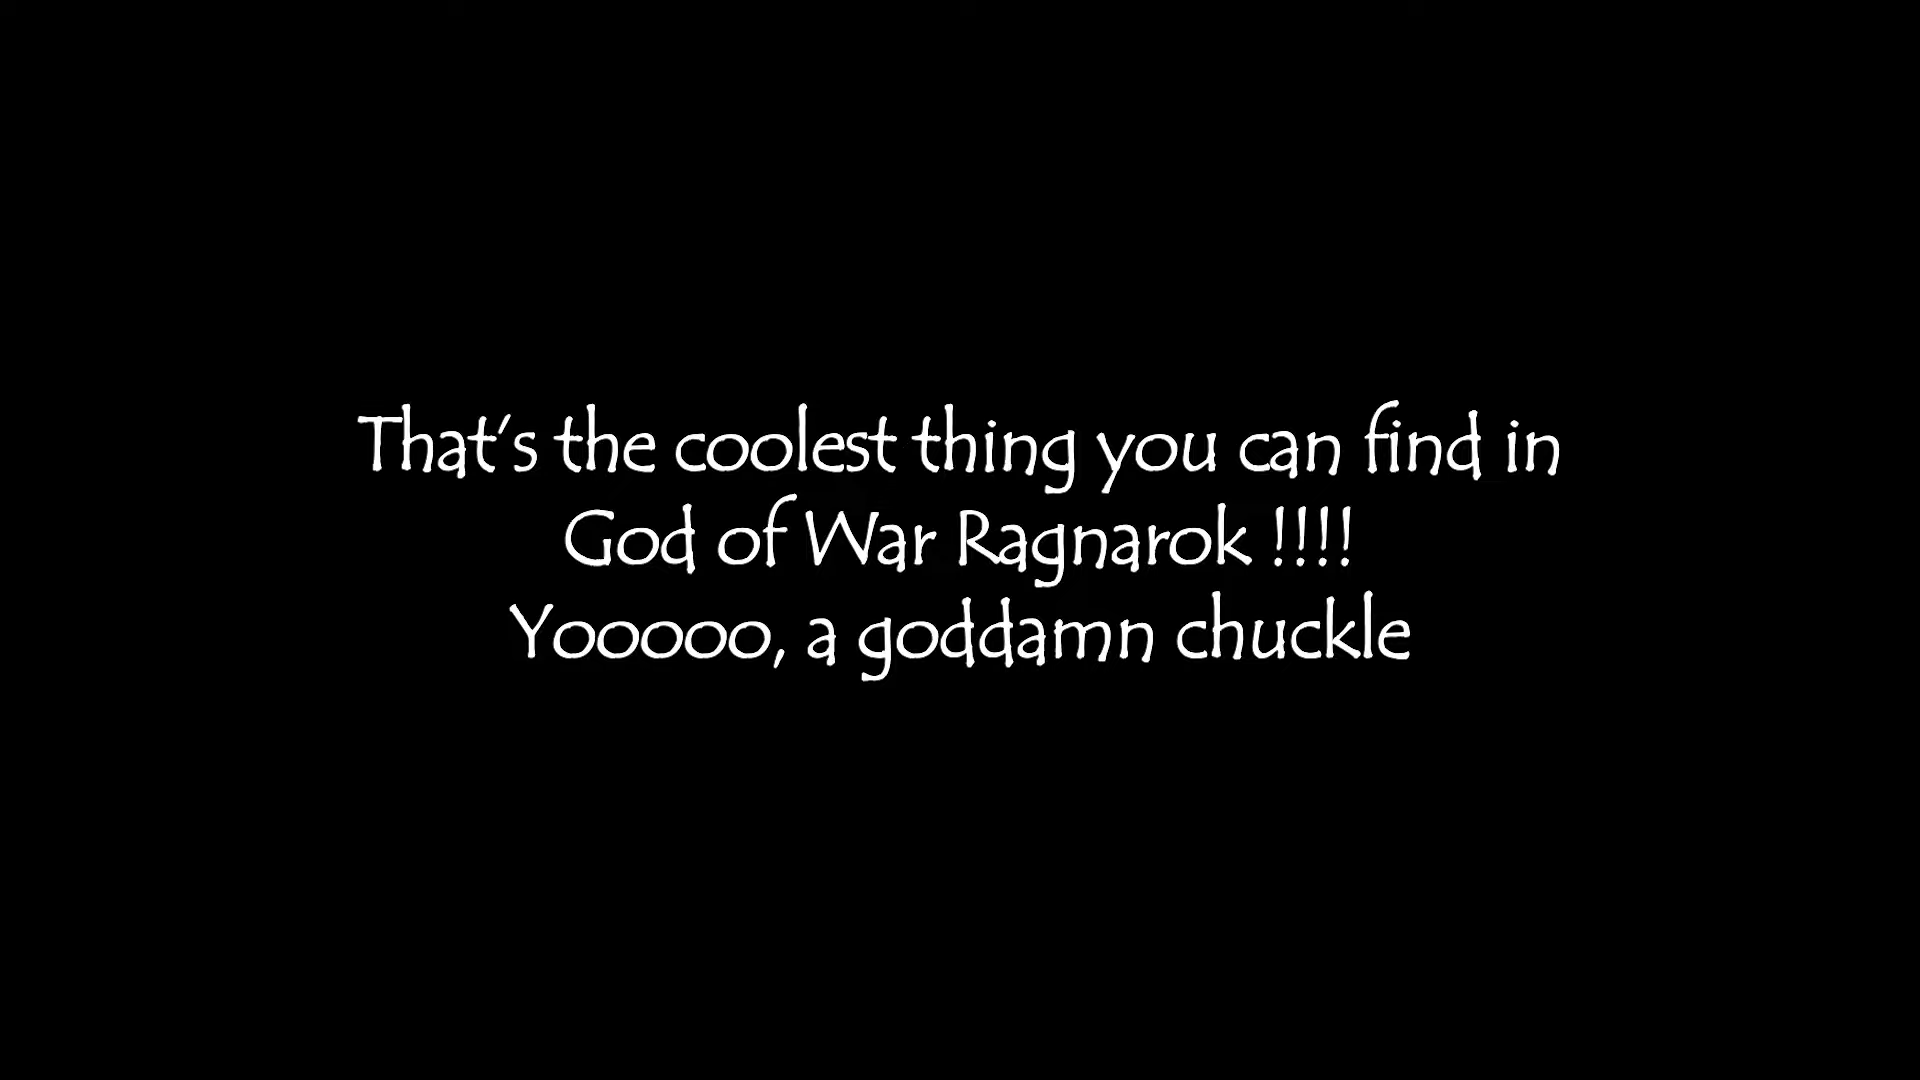 That's the coolest thing you can find in
God of War Ragnarok !!!!
Yooooo, a goddamn chuckle